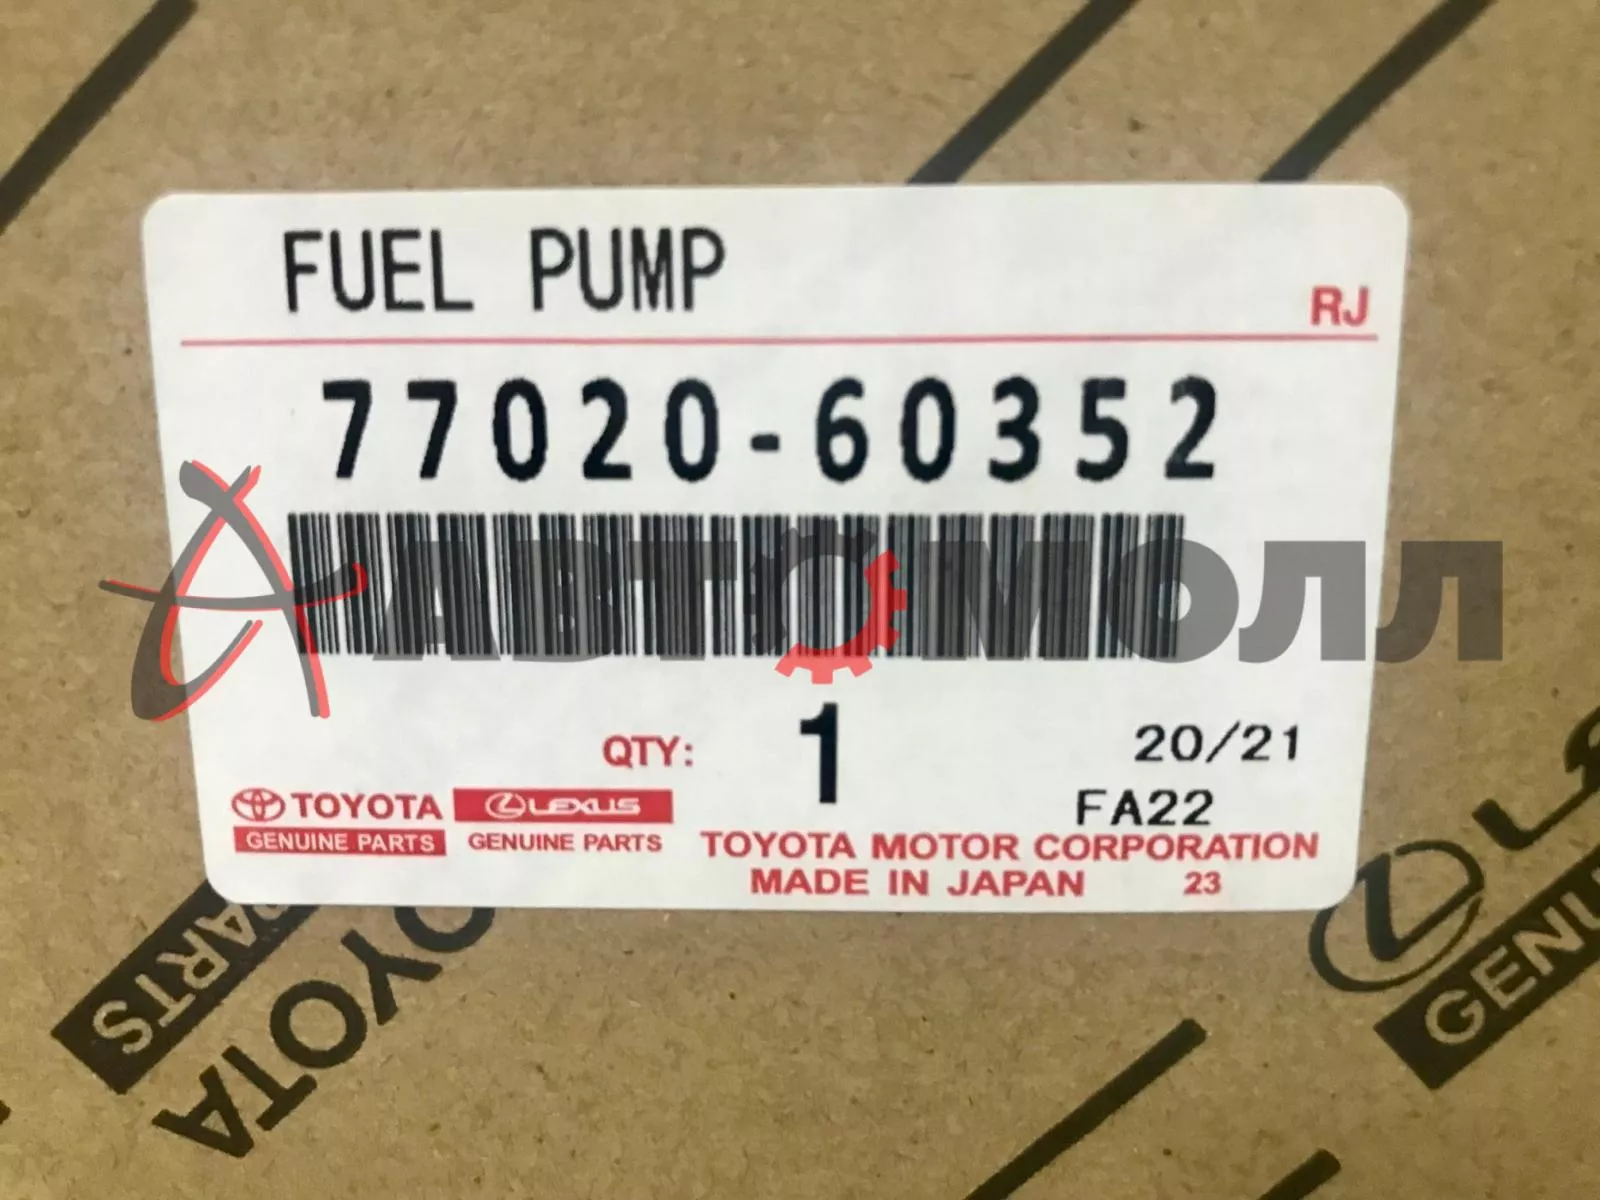 FUEL PUMP
RJ
77020-60352
АВТОМОЛЛ
QTY: 1
20/21
FA22
TOYOTA
GENUINE PARTS
LEXUS
GENUINE PARTS
TOYOTA MOTOR CORPORATION
MADE IN JAPAN 23
PARTS
TOYOTA